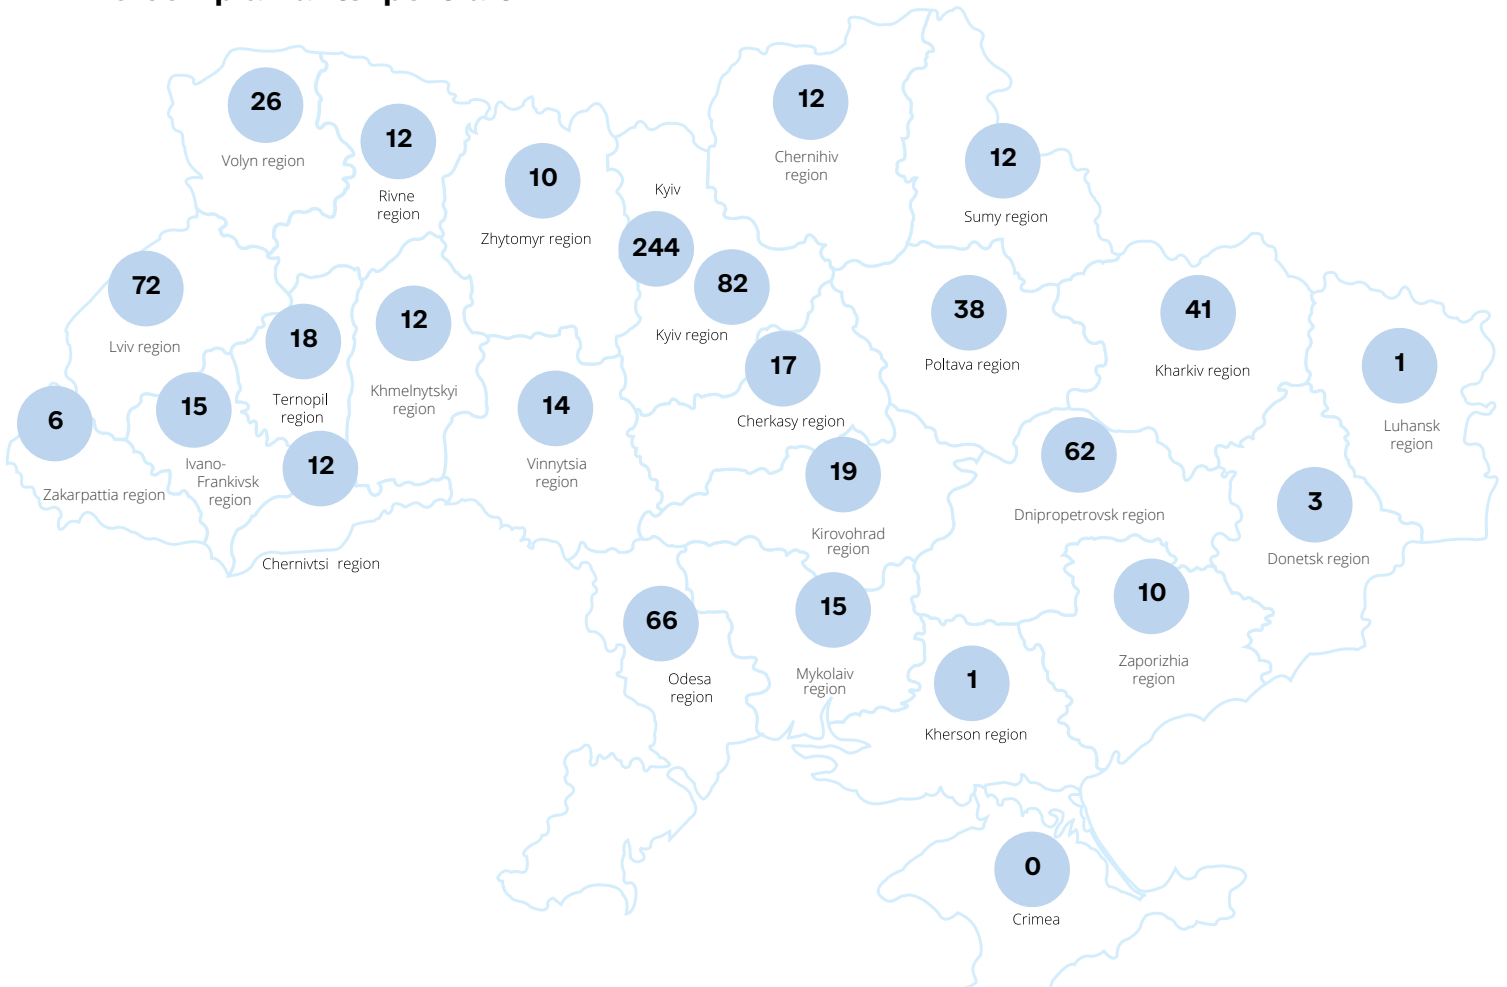 26
Volyn region
12
Rivne
region
10
Zhytomyr region
Kyiv
244
82
Kyiv region
12
Chernihiv
region
12
Sumy region
72
Lviv region
18
Ternopil
region
12
Khmelnytskyi
region
17
Cherkasy region
38
Poltava region
41
Kharkiv region
1
Luhansk
region
6
Zakarpattia region
15
Ivano-
Frankivsk
region
12
Chernivtsi region
14
Vinnytsia
region
19
Kirovohrad
region
62
Dnipropetrovsk region
3
Donetsk region
66
Odesa
region
15
Mykolaiv
region
1
Kherson region
10
Zaporizhia
region
0
Crimea